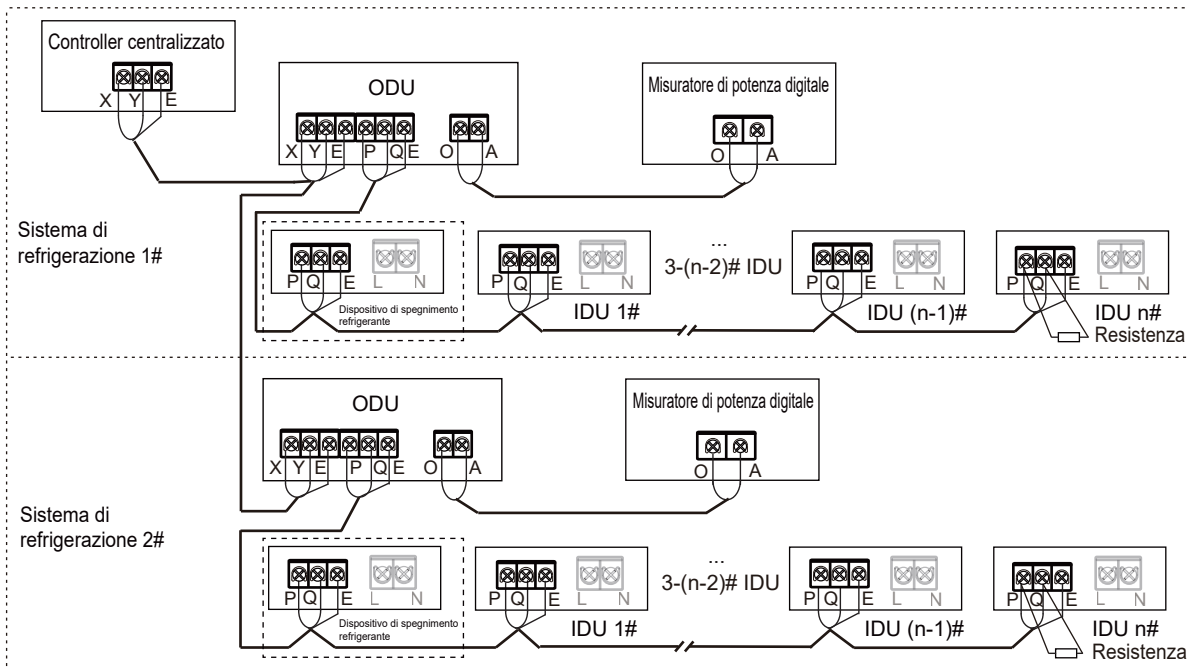 Controller centralizzato
X Y E
ODU
X Y E P Q E O A
Misuratore di potenza digitale
O A
Sistema di
refrigerazione 1#
P Q E L N
Dispositivo di spegnimento
refrigerante
P Q E L N
IDU 1#
...
3-(n-2)# IDU
P Q E L N
IDU (n-1)#
P Q E L N
IDU n#
Resistenza
ODU
X Y E P Q E O A
Misuratore di potenza digitale
O A
Sistema di
refrigerazione 2#
P Q E L N
Dispositivo di spegnimento
refrigerante
P Q E L N
IDU 1#
...
3-(n-2)# IDU
P Q E L N
IDU (n-1)#
P Q E L N
IDU n#
Resistenza